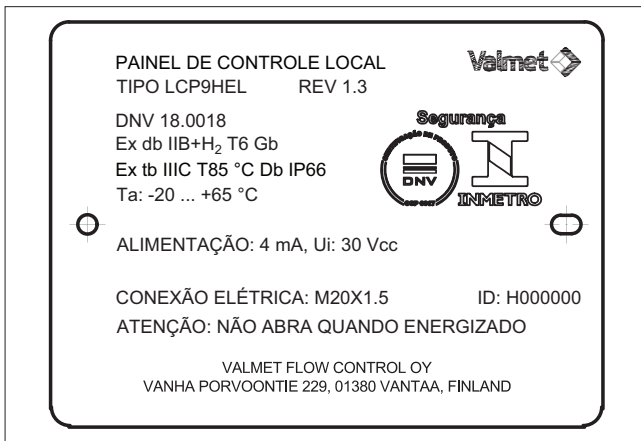 PAINEL DE CONTROLE LOCAL
Valmet
TIPO LCP9HEL REV 1.3
DNV 18.0018
Segurança
Ex db IIB+H₂ T6 Gb
Ex tb IIIC T85 °C Db IP66
DNV
Ta: -20 ... +65 °C
INMETRO
ALIMENTAÇÃO: 4 mA, Ui: 30 Vcc
CONEXÃO ELÉTRICA: M20X1.5 ID: H000000
ATENÇÃO: NÃO ABRA QUANDO ENERGIZADO
VALMET FLOW CONTROL OY
VANHA PORVOONTIE 229, 01380 VANTAA, FINLAND